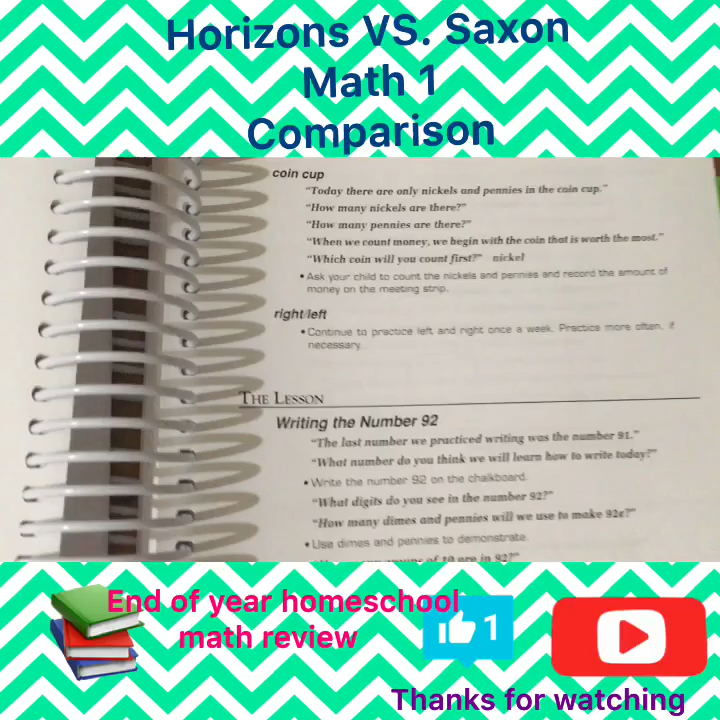 Horizons VS. Saxon
Math 1
Comparison
coin cup
"Today there are only nickels and pennies in the coin cup."
"How many nickels are there?"
"How many pennies are there?"
"When we count money, we begin with the coin that is worth the most."
"Which coin will you count first?" nickel
• Ask your child to count the nickels and pennies and record the amount of
money on the meeting strip.
right/left
• Continue to practice left and right once a week. Practice more often, if
necessary.
THE LESSON
Writing the Number 92
"The last number we practiced writing was the number 91."
"What number do you think we will learn how to write today?"
• Write the number 92 on the chalkboard.
"What digits do you see in the number 92?"
"How many dimes and pennies will we use to make 92¢?"
• Use dimes and pennies to demonstrate.
of 10 are in 92?"
End of year homeschool
math review
1
Thanks for watching